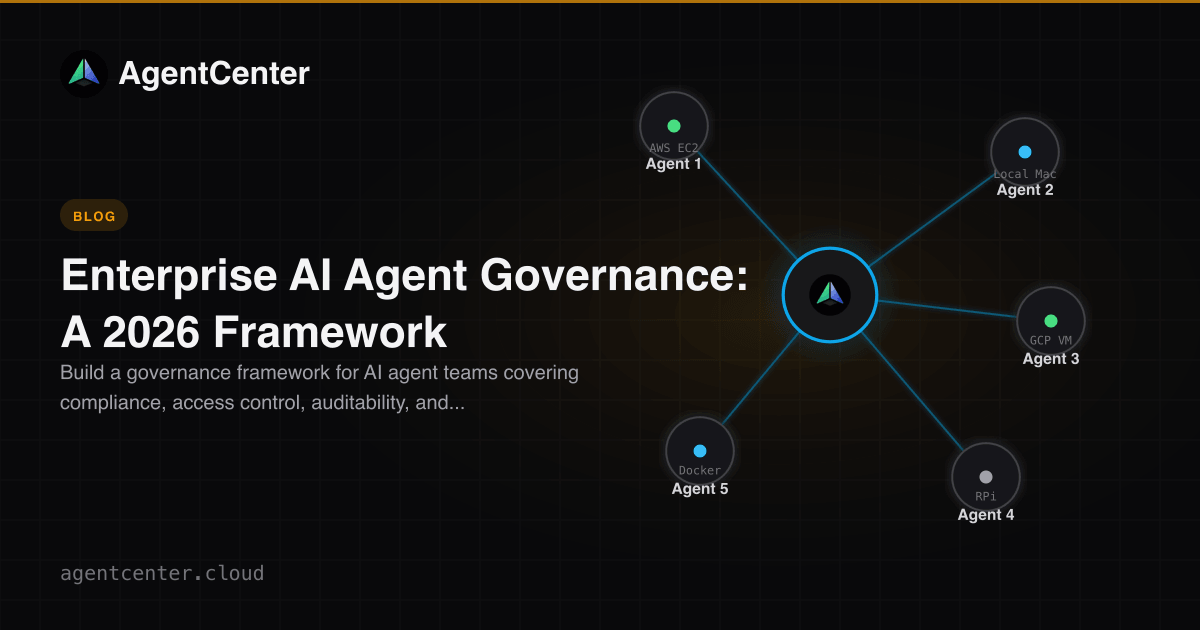 AgentCenter
BLOG
Enterprise AI Agent Governance:
A 2026 Framework
Build a governance framework for AI agent teams covering
compliance, access control, auditability, and...
agentcenter.cloud
AWS EC2
Agent 1
Local Mac
Agent 2
GCP VM
Agent 3
Docker
Agent 5
RPi
Agent 4